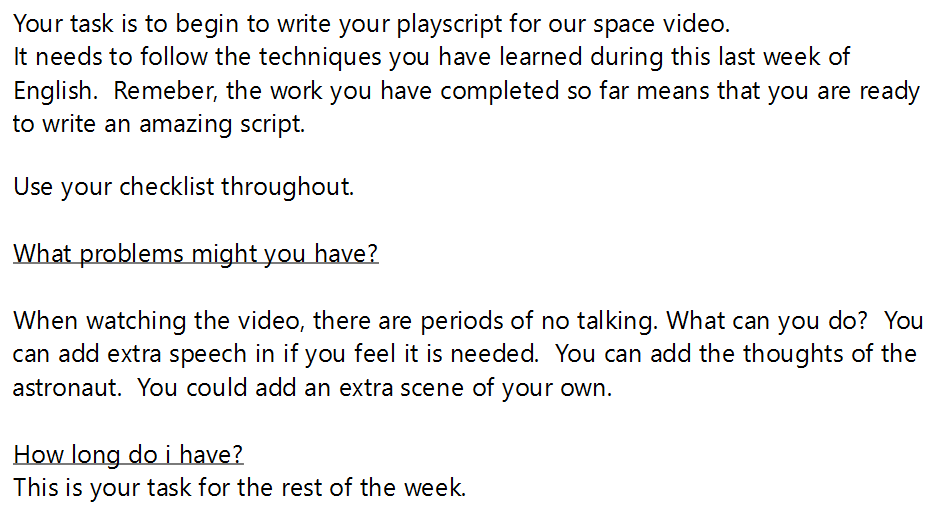 Your task is to begin to write your playscript for our space video.
It needs to follow the techniques you have learned during this last week of
English.  Remeber, the work you have completed so far means that you are ready
to write an amazing script.
Use your checklist throughout.
What problems might you have?
When watching the video, there are periods of no talking. What can you do?  You
can add extra speech in if you feel it is needed.  You can add the thoughts of the
astronaut.  You could add an extra scene of your own.
How long do i have?
This is your task for the rest of the week.